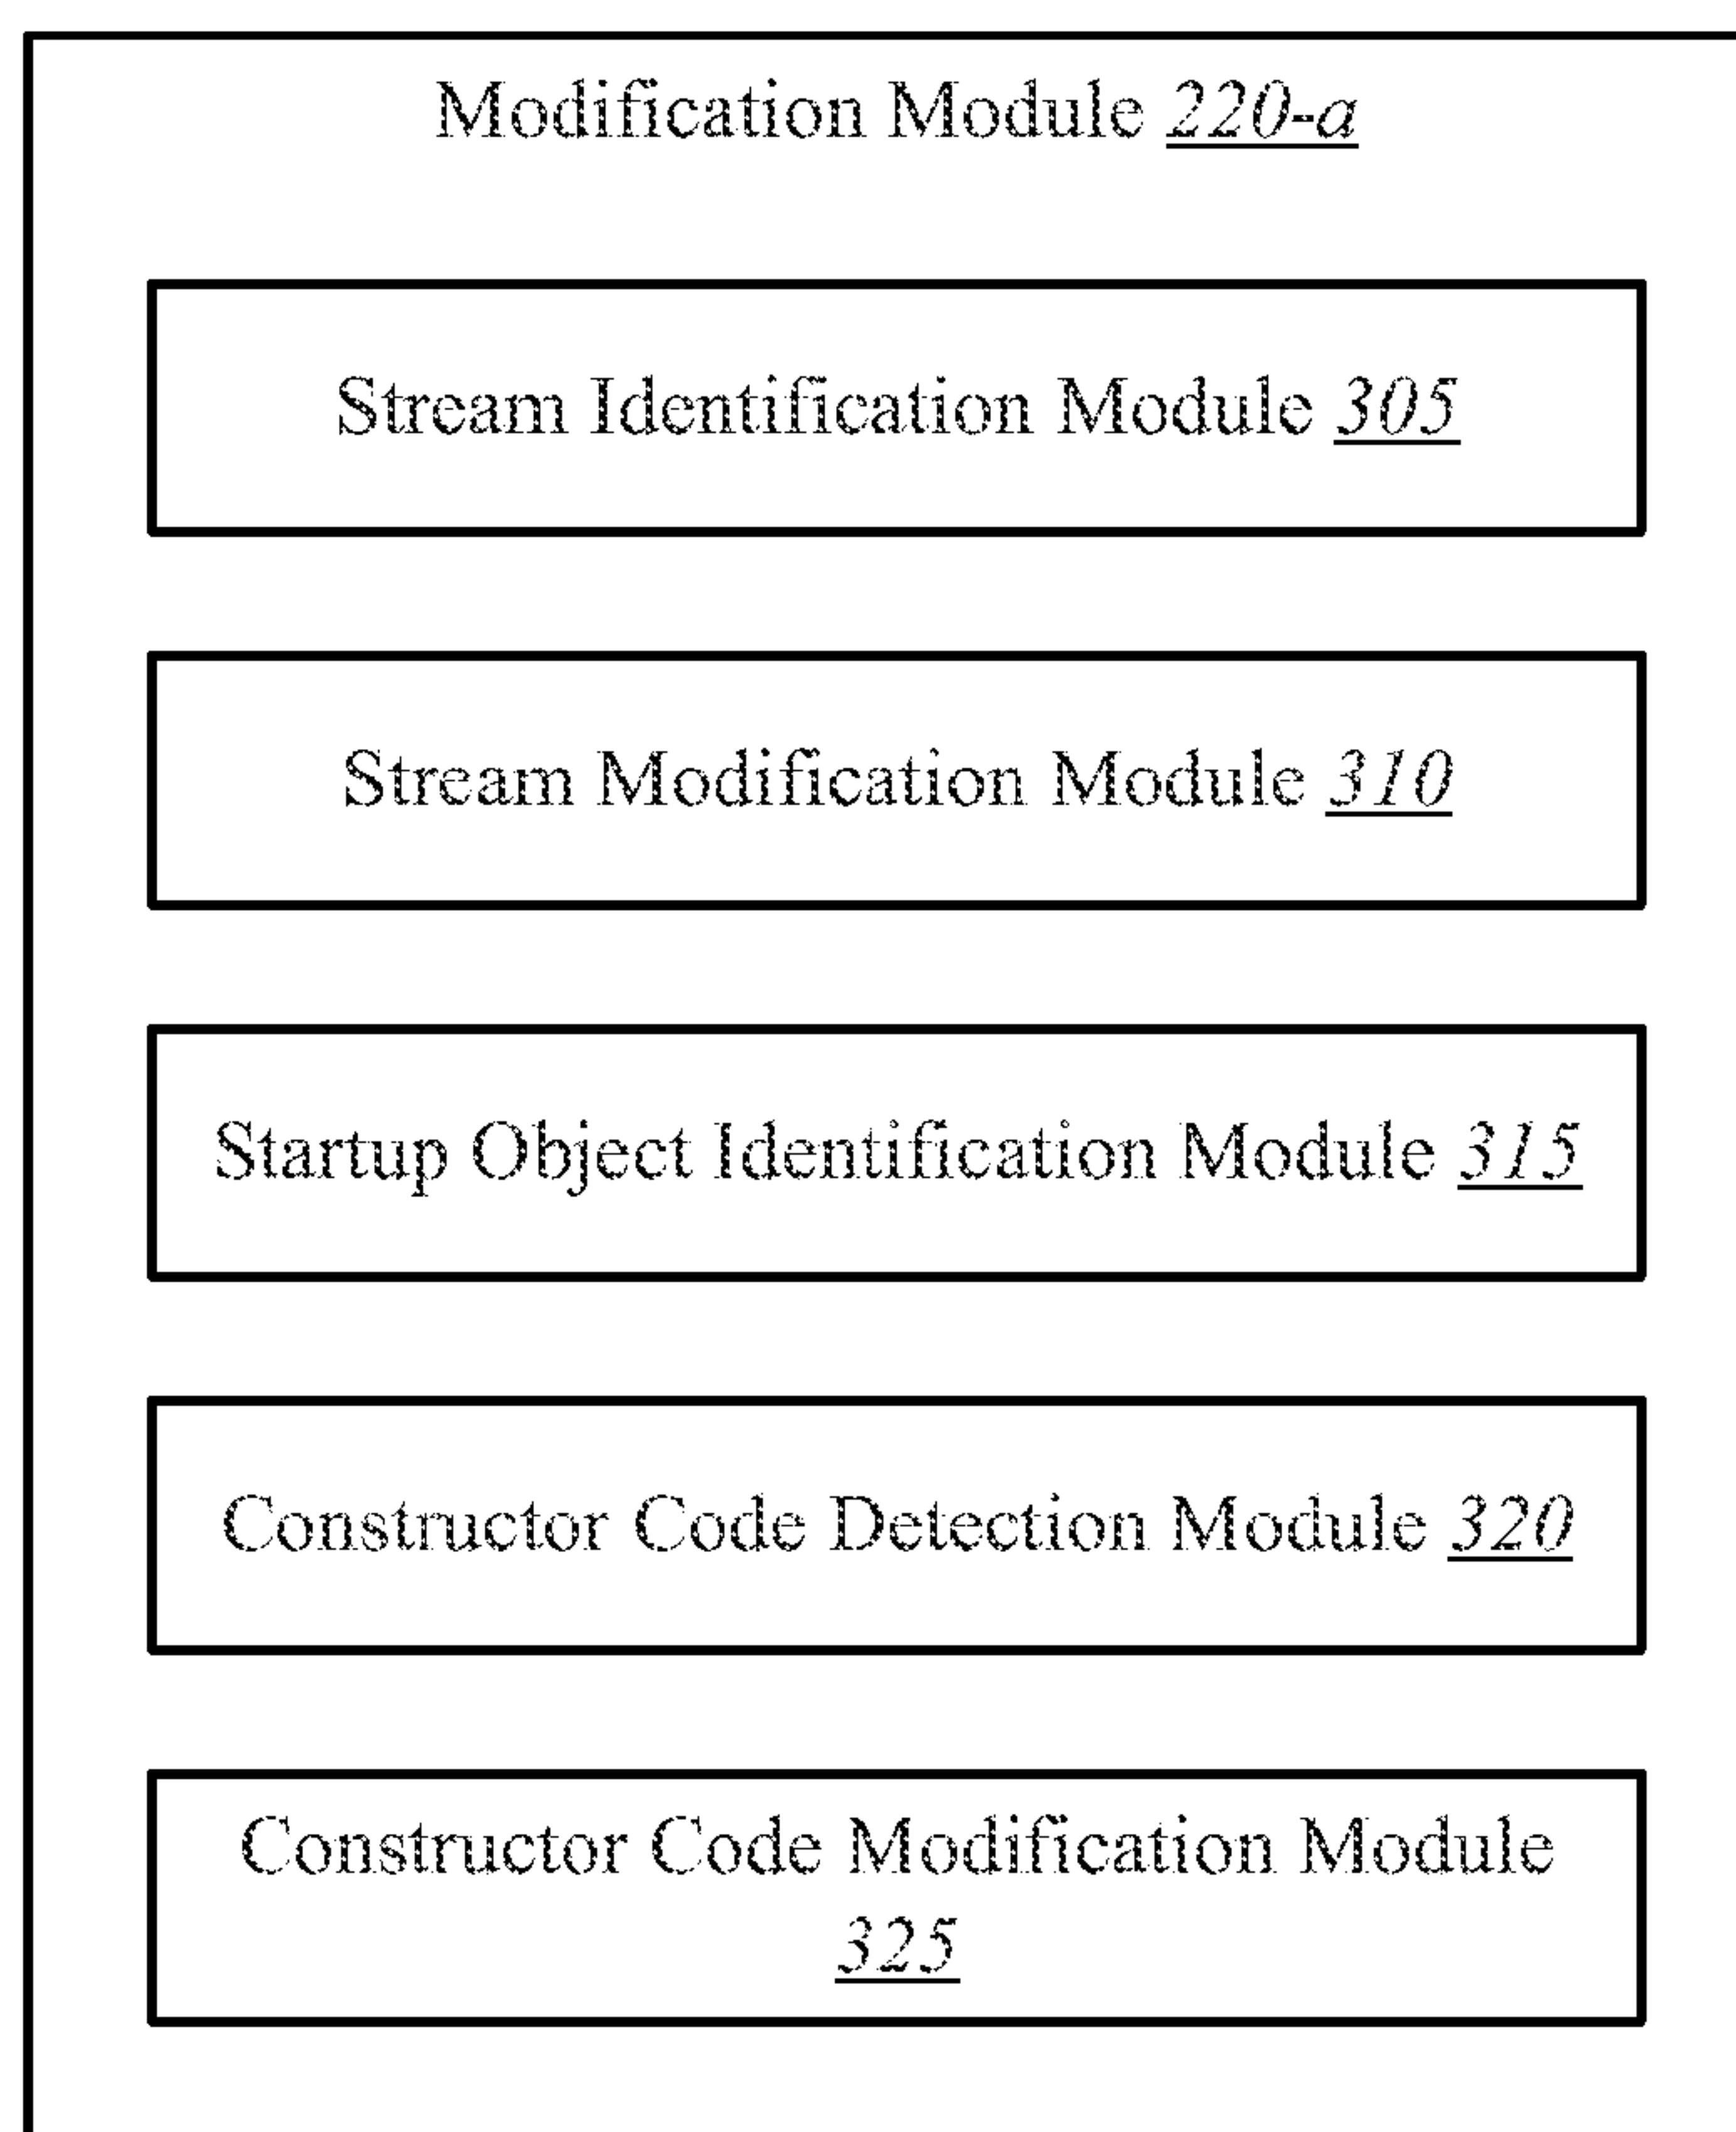 Modification Module 220-a
Stream Identification Module 305
Stream Modification Module 310
Startup Object Identification Module 315
Constructor Code Detection Module 320
Constructor Code Modification Module
325